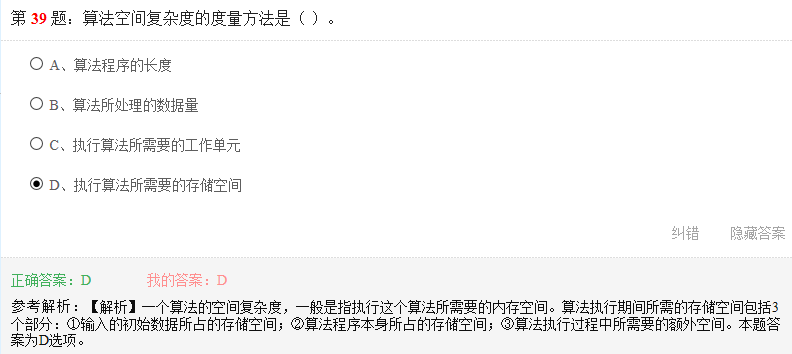 第 39 题：算法空间复杂度的度量方法是（ ）。
A、算法程序的长度
B、算法所处理的数据量
C、执行算法所需要的工作单元
D、执行算法所需要的存储空间
纠错 隐藏答案
正确答案：D 我的答案：D
参考解析：【解析】一个算法的空间复杂度，一般是指执行这个算法所需要的内存空间。算法执行期间所需的存储空间包括3
个部分：①输入的初始数据所占的存储空间；②算法程序本身所占的存储空间；③算法执行过程中所需要的额外空间。本题答
案为D选项。